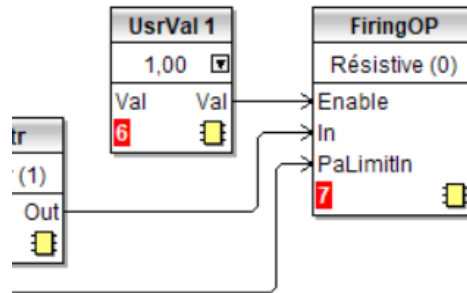 UsrVal 1
1,00
Val Val
6
FiringOP
Résistive (0)
Enable
In
PaLimitIn
7
tr
(1)
Out